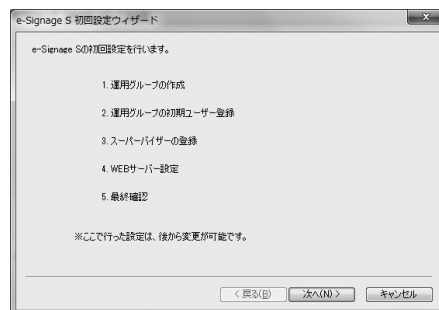 e-Signage S 初回設定ウィザード
e-Signage Sの初回設定を行います。
1. 運用グループの作成
2. 運用グループの初期ユーザー登録
3. スーパーバイザーの登録
4. WEBサーバー設定
5. 最終確認
※ここで行った設定は、後から変更が可能です。
< 戻る(B) 次へ(N) > キャンセル